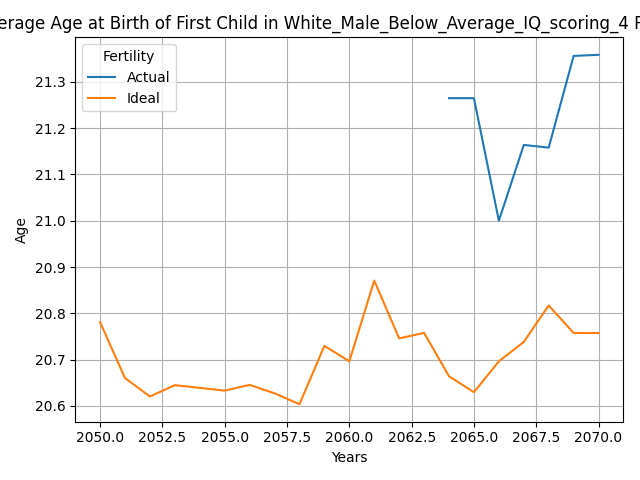 Age at Birth of First Child in White_Male_Below_Average_IQ_scoring_4
Fertility
Actual
Ideal
21.3
21.2
21.1
21.0
20.9
20.8
20.7
20.6
Age
2050.0 2052.5 2055.0 2057.5 2060.0 2062.5 2065.0 2067.5 2070.0
Years